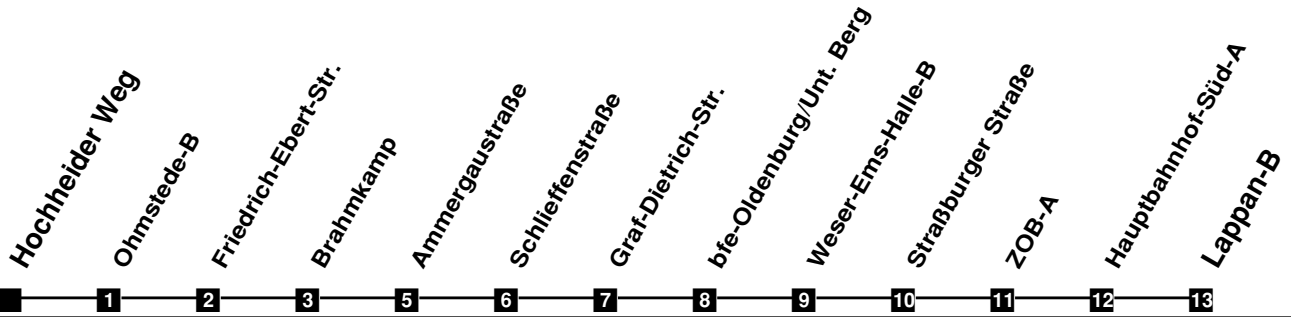 Hochheider Weg
Ohmstede-B
Friedrich-Ebert-Str.
Brahmkamp
Ammergaustraße
Schlieffenstraße
Graf-Dietrich-Str.
bfe-Oldenburg/Unt. Berg
Weser-Ems-Halle-B
Straßburger Straße
ZOB-A
Hauptbahnhof-Süd-A
Lappan-B
1 2 3 5 6 7 8 9 10 11 12 13